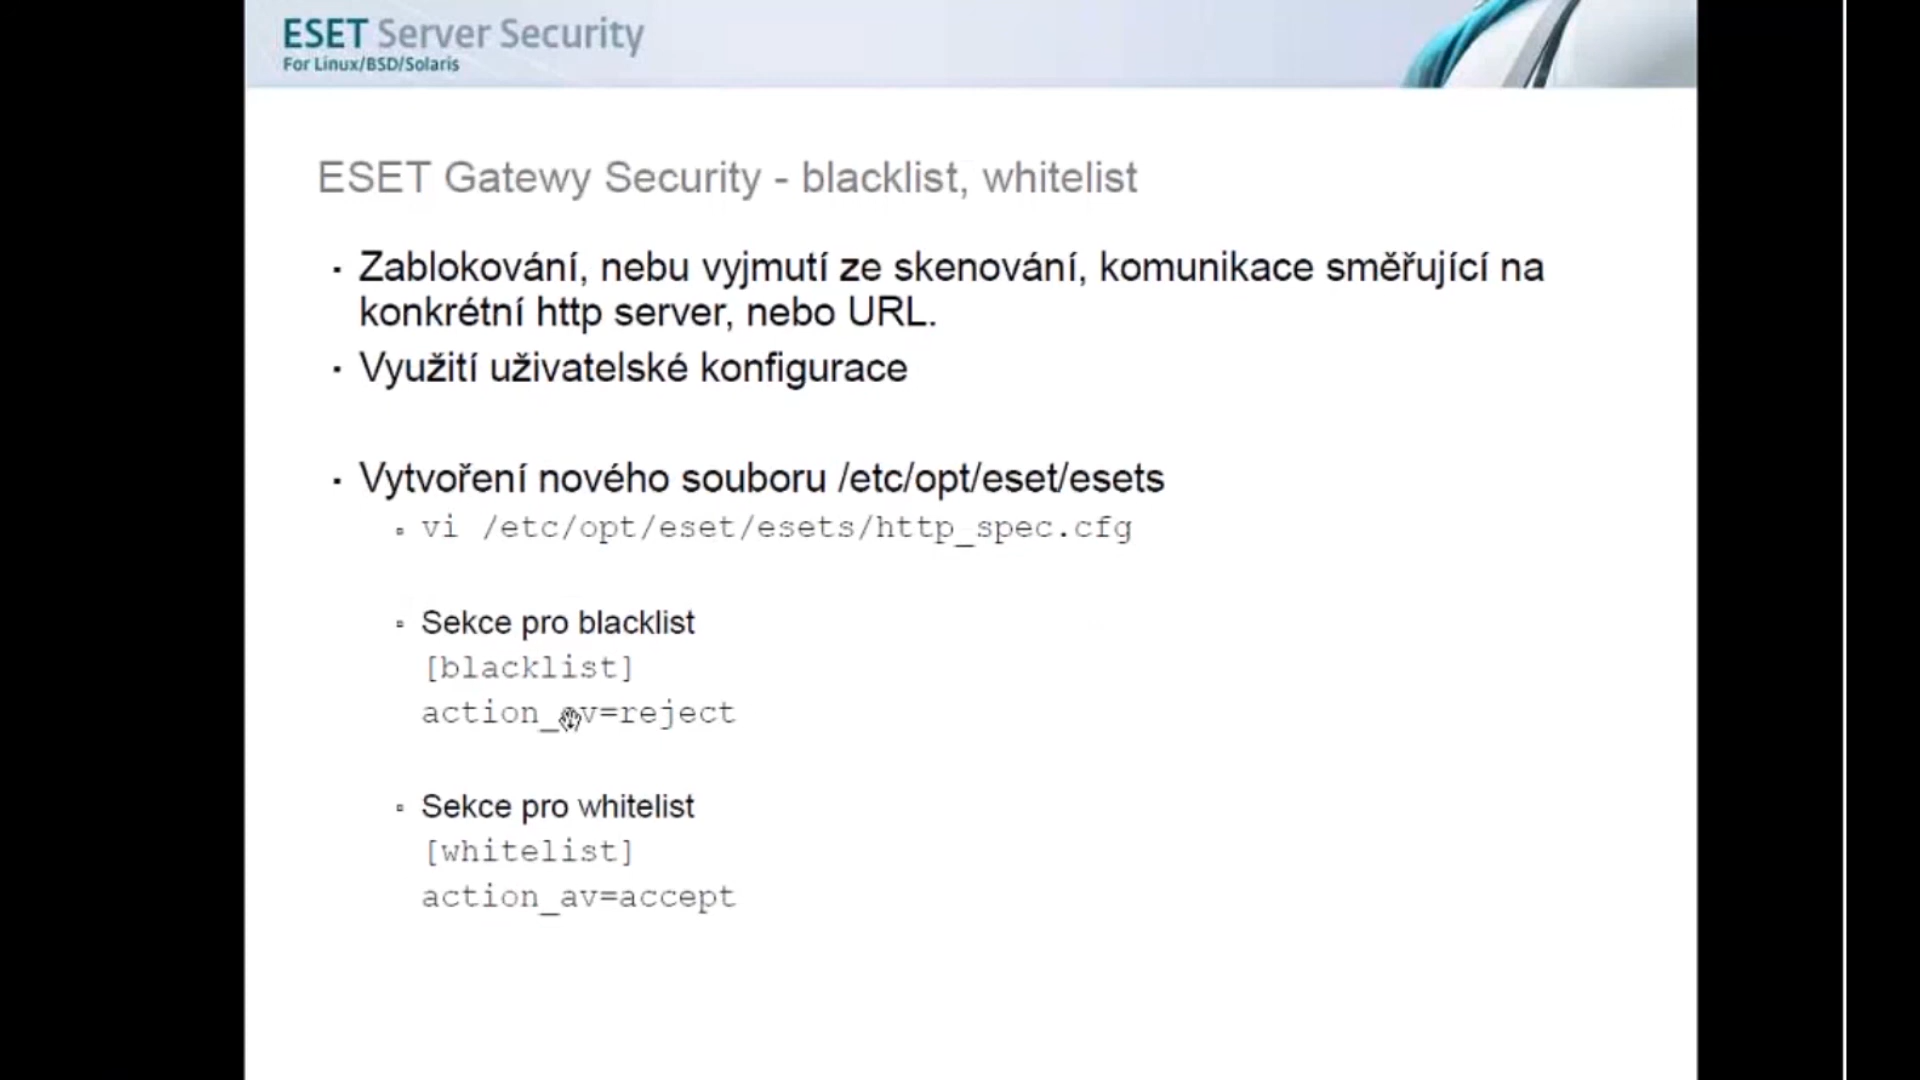 ESET Server Security
For Linux/BSD/Solaris
ESET Gatewy Security - blacklist, whitelist
· Zablokování, nebu vyjmutí ze skenování, komunikace směřující na
konkrétní http server, nebo URL.
· Využití uživatelské konfigurace
· Vytvoření nového souboru /etc/opt/eset/esets
▫ vi /etc/opt/eset/esets/http_spec.cfg
▫ Sekce pro blacklist
[blacklist]
action_av=reject
▫ Sekce pro whitelist
[whitelist]
action_av=accept